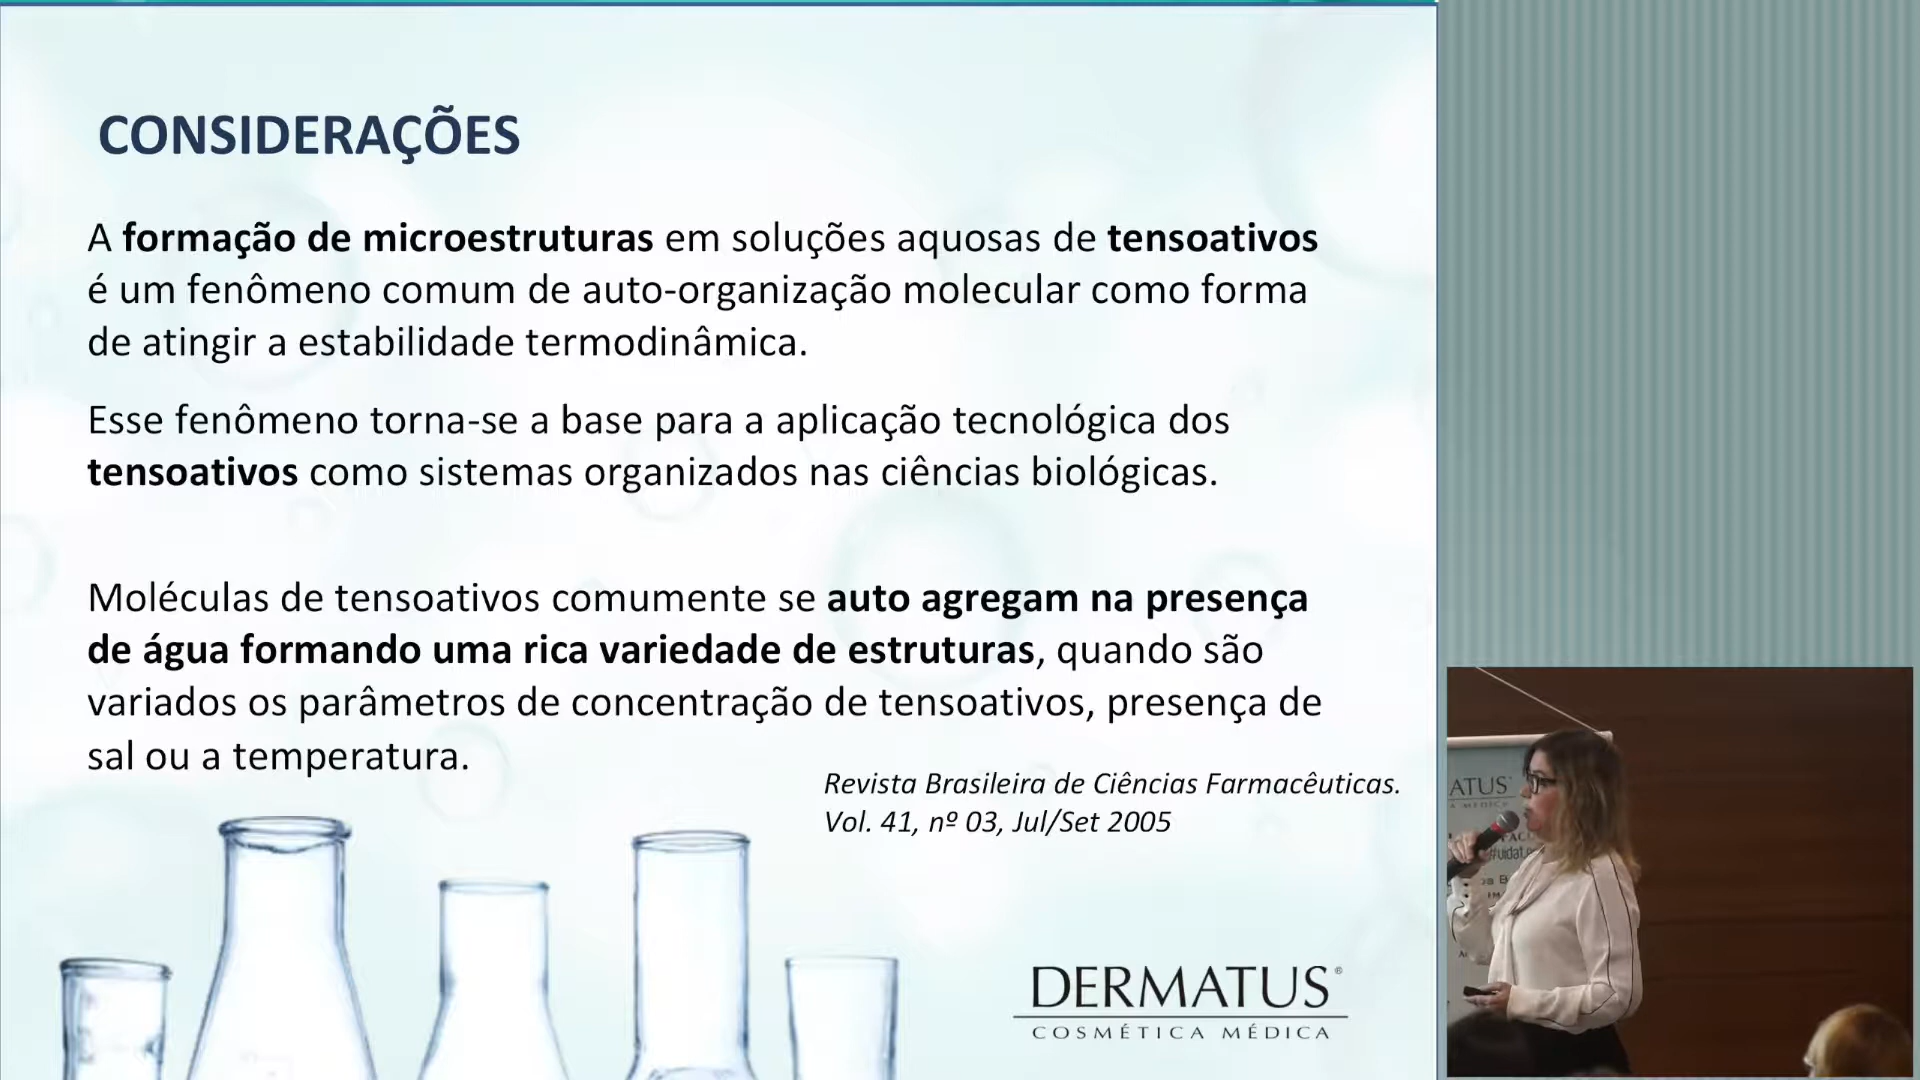 CONSIDERAÇÕES
A formação de microestruturas em soluções aquosas de tensoativos
é um fenômeno comum de auto-organização molecular como forma
de atingir a estabilidade termodinâmica.
Esse fenômeno torna-se a base para a aplicação tecnológica dos
tensoativos como sistemas organizados nas ciências biológicas.
Moléculas de tensoativos comumente se auto agregam na presença
de água formando uma rica variedade de estruturas, quando são
variados os parâmetros de concentração de tensoativos, presença de
sal ou a temperatura.
Revista Brasileira de Ciências Farmacêuticas.
Vol. 41, nº 03, Jul/Set 2005
DERMATUS®
COSMÉTICA MÉDICA
ATUS